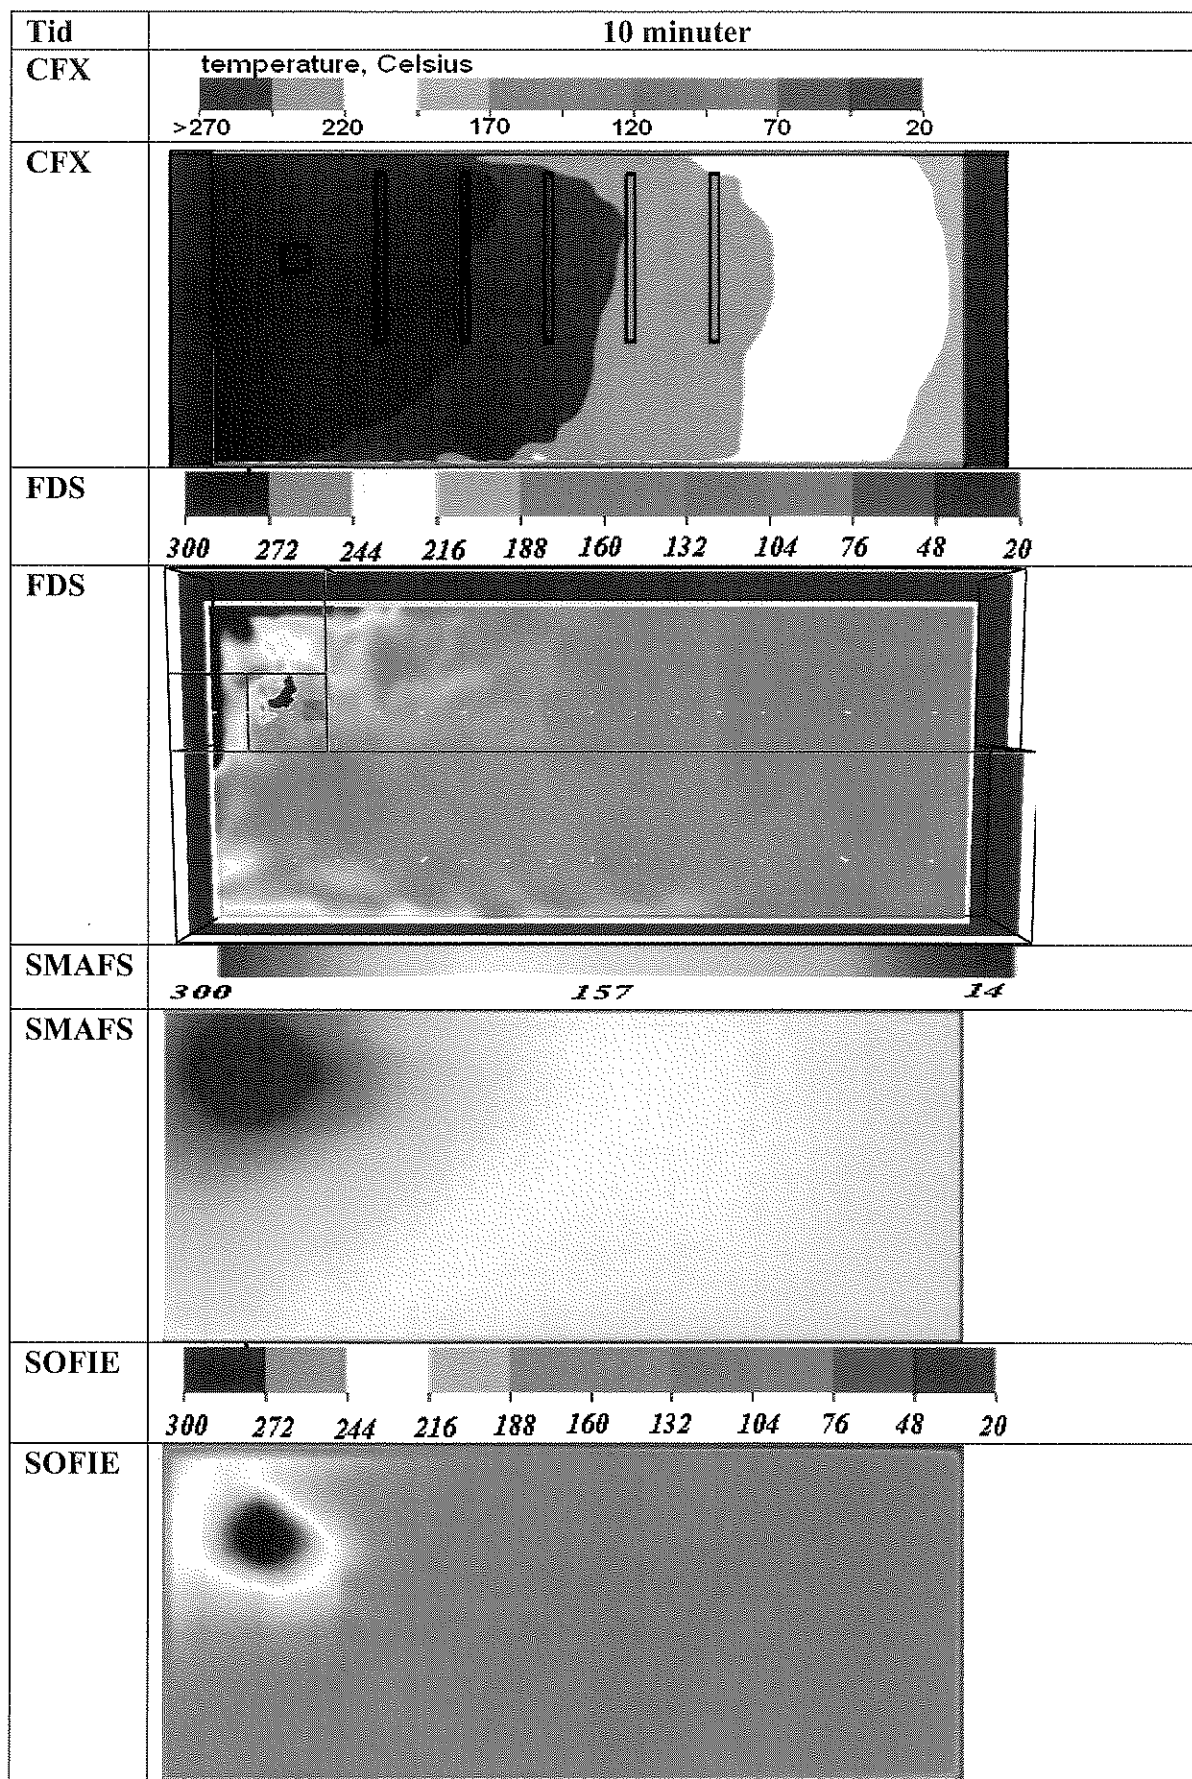 Tid 10 minuter
CFX temperature, Celsius
>270 220 170 120 70 20
CFX
FDS
300 272 244 216 188 160 132 104 76 48 20
FDS
SMAFS
300 157 14
SMAFS
SOFIE
300 272 244 216 188 160 132 104 76 48 20
SOFIE